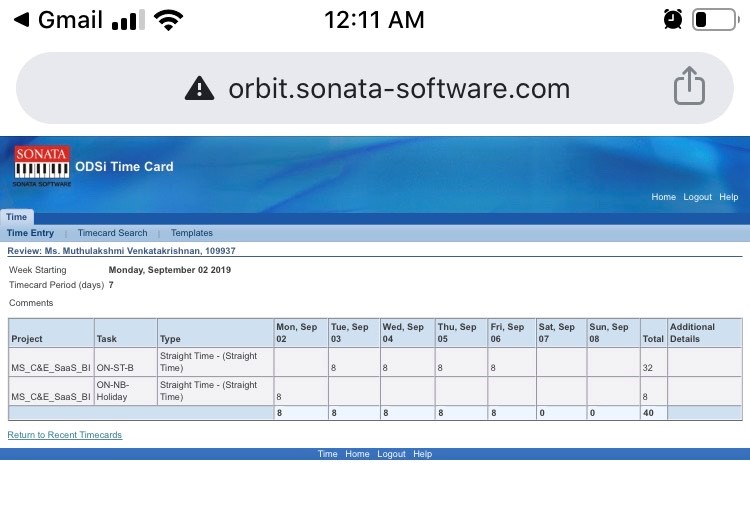 Gmail
12:11 AM
orbit.sonata-software.com
SONATA
SONATA SOFTWARE
ODSi Time Card
Home Logout Help
Time
Time Entry | Timecard Search | Templates
Review: Ms. Muthulakshmi Venkatakrishnan, 109937
Week Starting Monday, September 02 2019
Timecard Period (days) 7
Comments
Project Task Type Mon, Sep 02 Tue, Sep 03 Wed, Sep 04 Thu, Sep 05 Fri, Sep 06 Sat, Sep 07 Sun, Sep 08 Total Additional Details
MS_C&E_SaaS_BI ON-ST-B Straight Time - (Straight Time) 8 8 8 8 32
MS_C&E_SaaS_BI ON-NB-Holiday Straight Time - (Straight Time) 8 8
8 8 8 8 8 0 0 40
Return to Recent Timecards
Time Home Logout Help